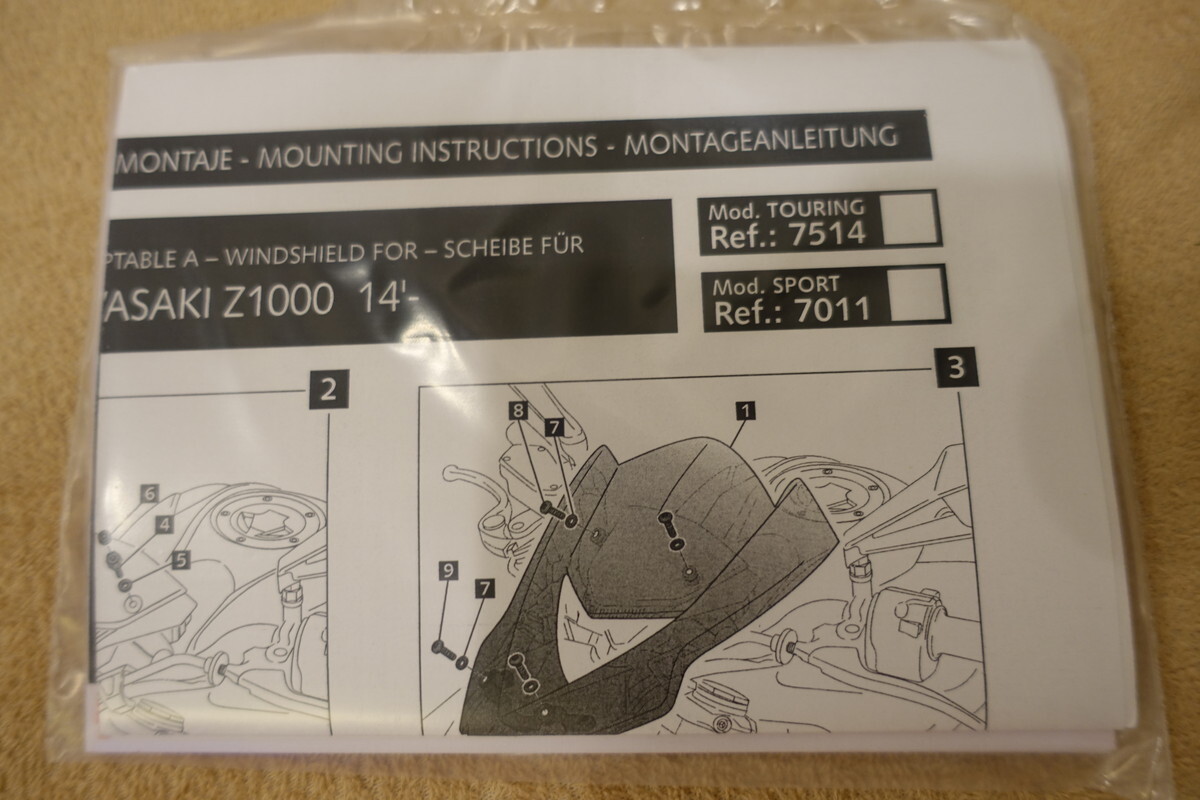 MONTAJE - MOUNTING INSTRUCTIONS - MONTAGEANLEITUNG
PTABLE A – WINDSHIELD FOR – SCHEIBE FÜR
ASAKI Z1000 14'-
Mod. TOURING
Ref.: 7514
Mod. SPORT
Ref.: 7011
2
6
4
5
3
8
7
1
9
7